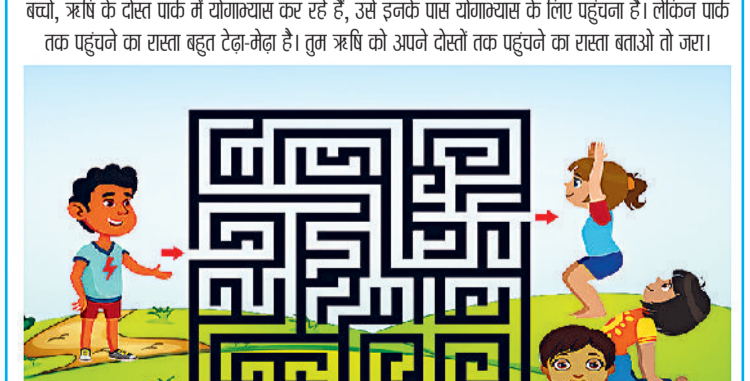 बच्चो, ऋषि के दोस्त पार्क में योगाभ्यास कर रहे हैं, उसे इनके पास योगाभ्यास के लिए पहुंचना है। लेकिन पार्क
तक पहुंचने का रास्ता बहुत टेढ़ा-मेढ़ा है। तुम ऋषि को अपने दोस्तों तक पहुंचने का रास्ता बताओ तो जरा।